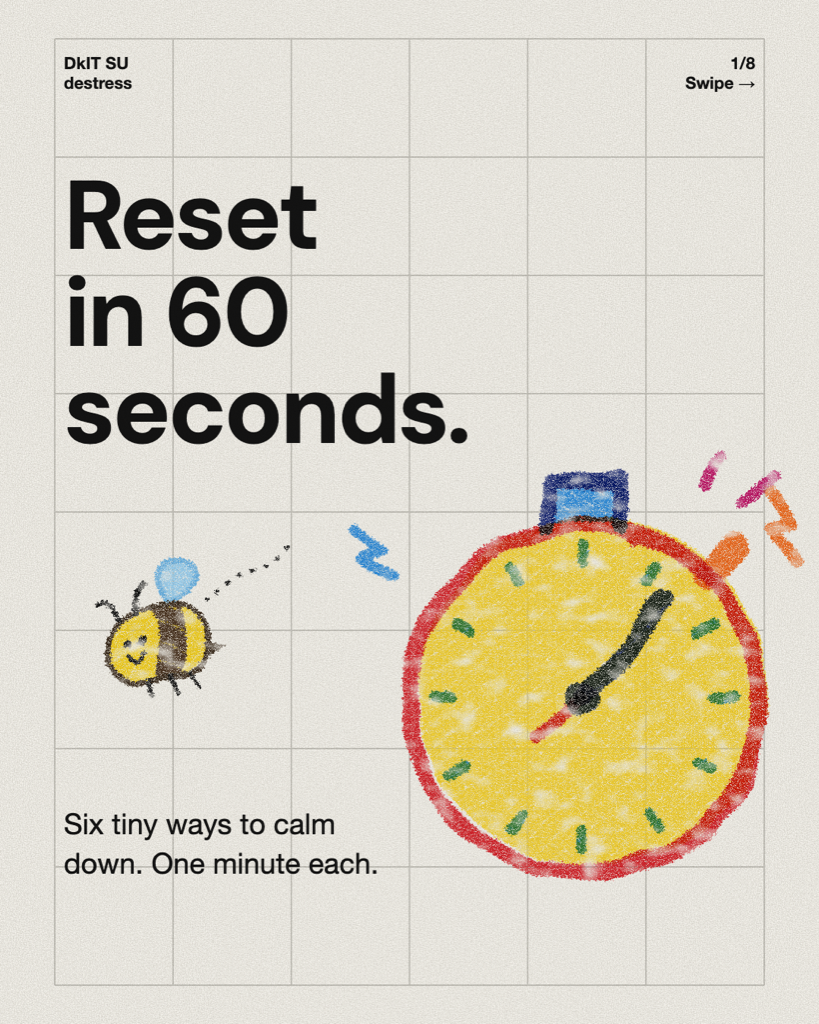 DkIT SU
destress
1/8
Swipe →
Reset
in 60
seconds.
Six tiny ways to calm
down. One minute each.